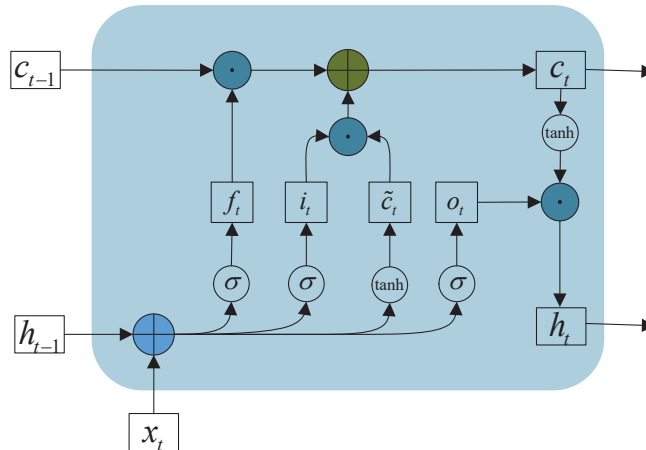 c_{t-1} c_t
tanh
f_t i_t c̃_t o_t
σ σ tanh σ
h_{t-1} h_t
x_t